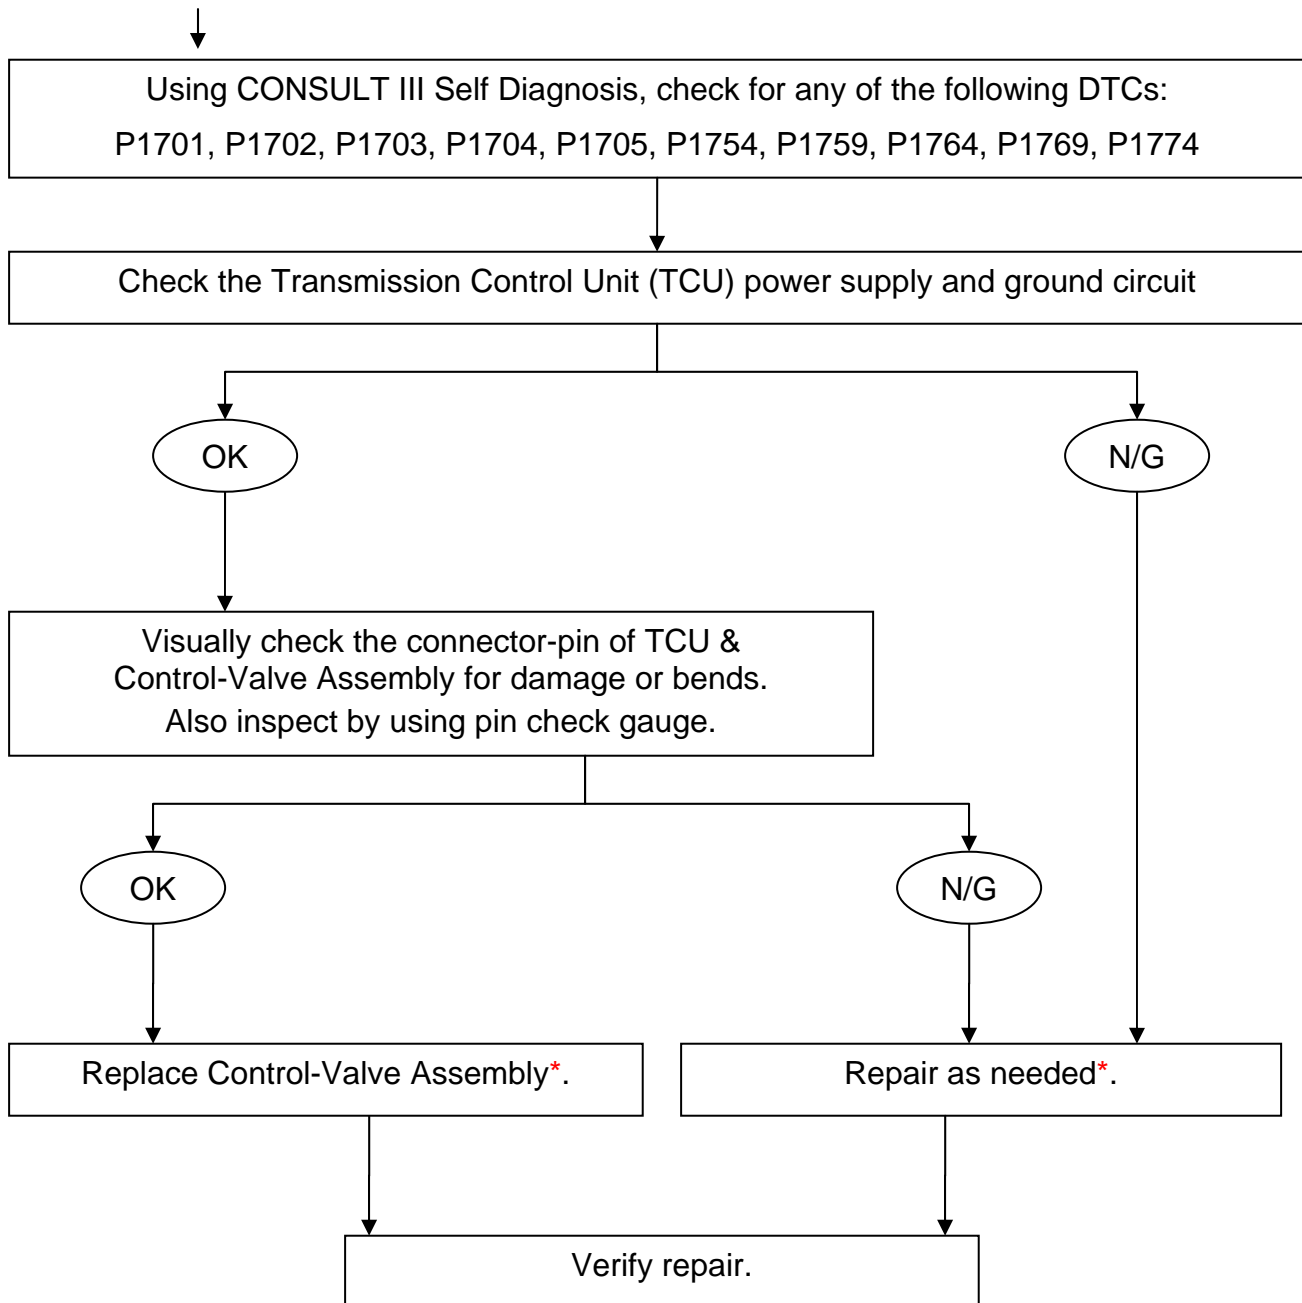 Using CONSULT III Self Diagnosis, check for any of the following DTCs:
P1701, P1702, P1703, P1704, P1705, P1754, P1759, P1764, P1769, P1774
Check the Transmission Control Unit (TCU) power supply and ground circuit
OK
N/G
Visually check the connector-pin of TCU &
Control-Valve Assembly for damage or bends.
Also inspect by using pin check gauge.
OK
N/G
Replace Control-Valve Assembly*.
Repair as needed*.
Verify repair.